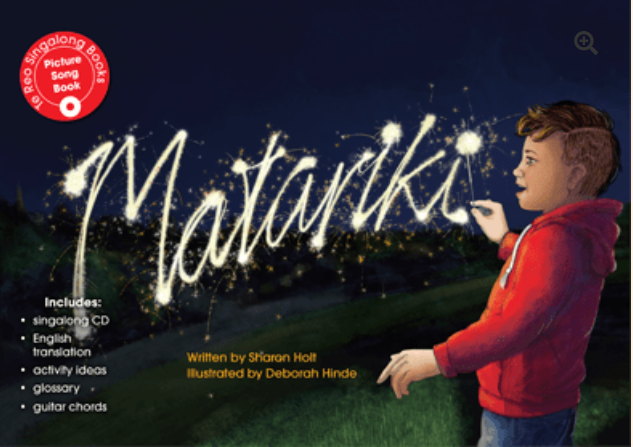 Te Reo Singalong Books
Picture
Song
Book
Matariki
Includes:
• singalong CD
• English
translation
• activity ideas
• glossary
• guitar chords
Written by Sharon Holt
Illustrated by Deborah Hinde